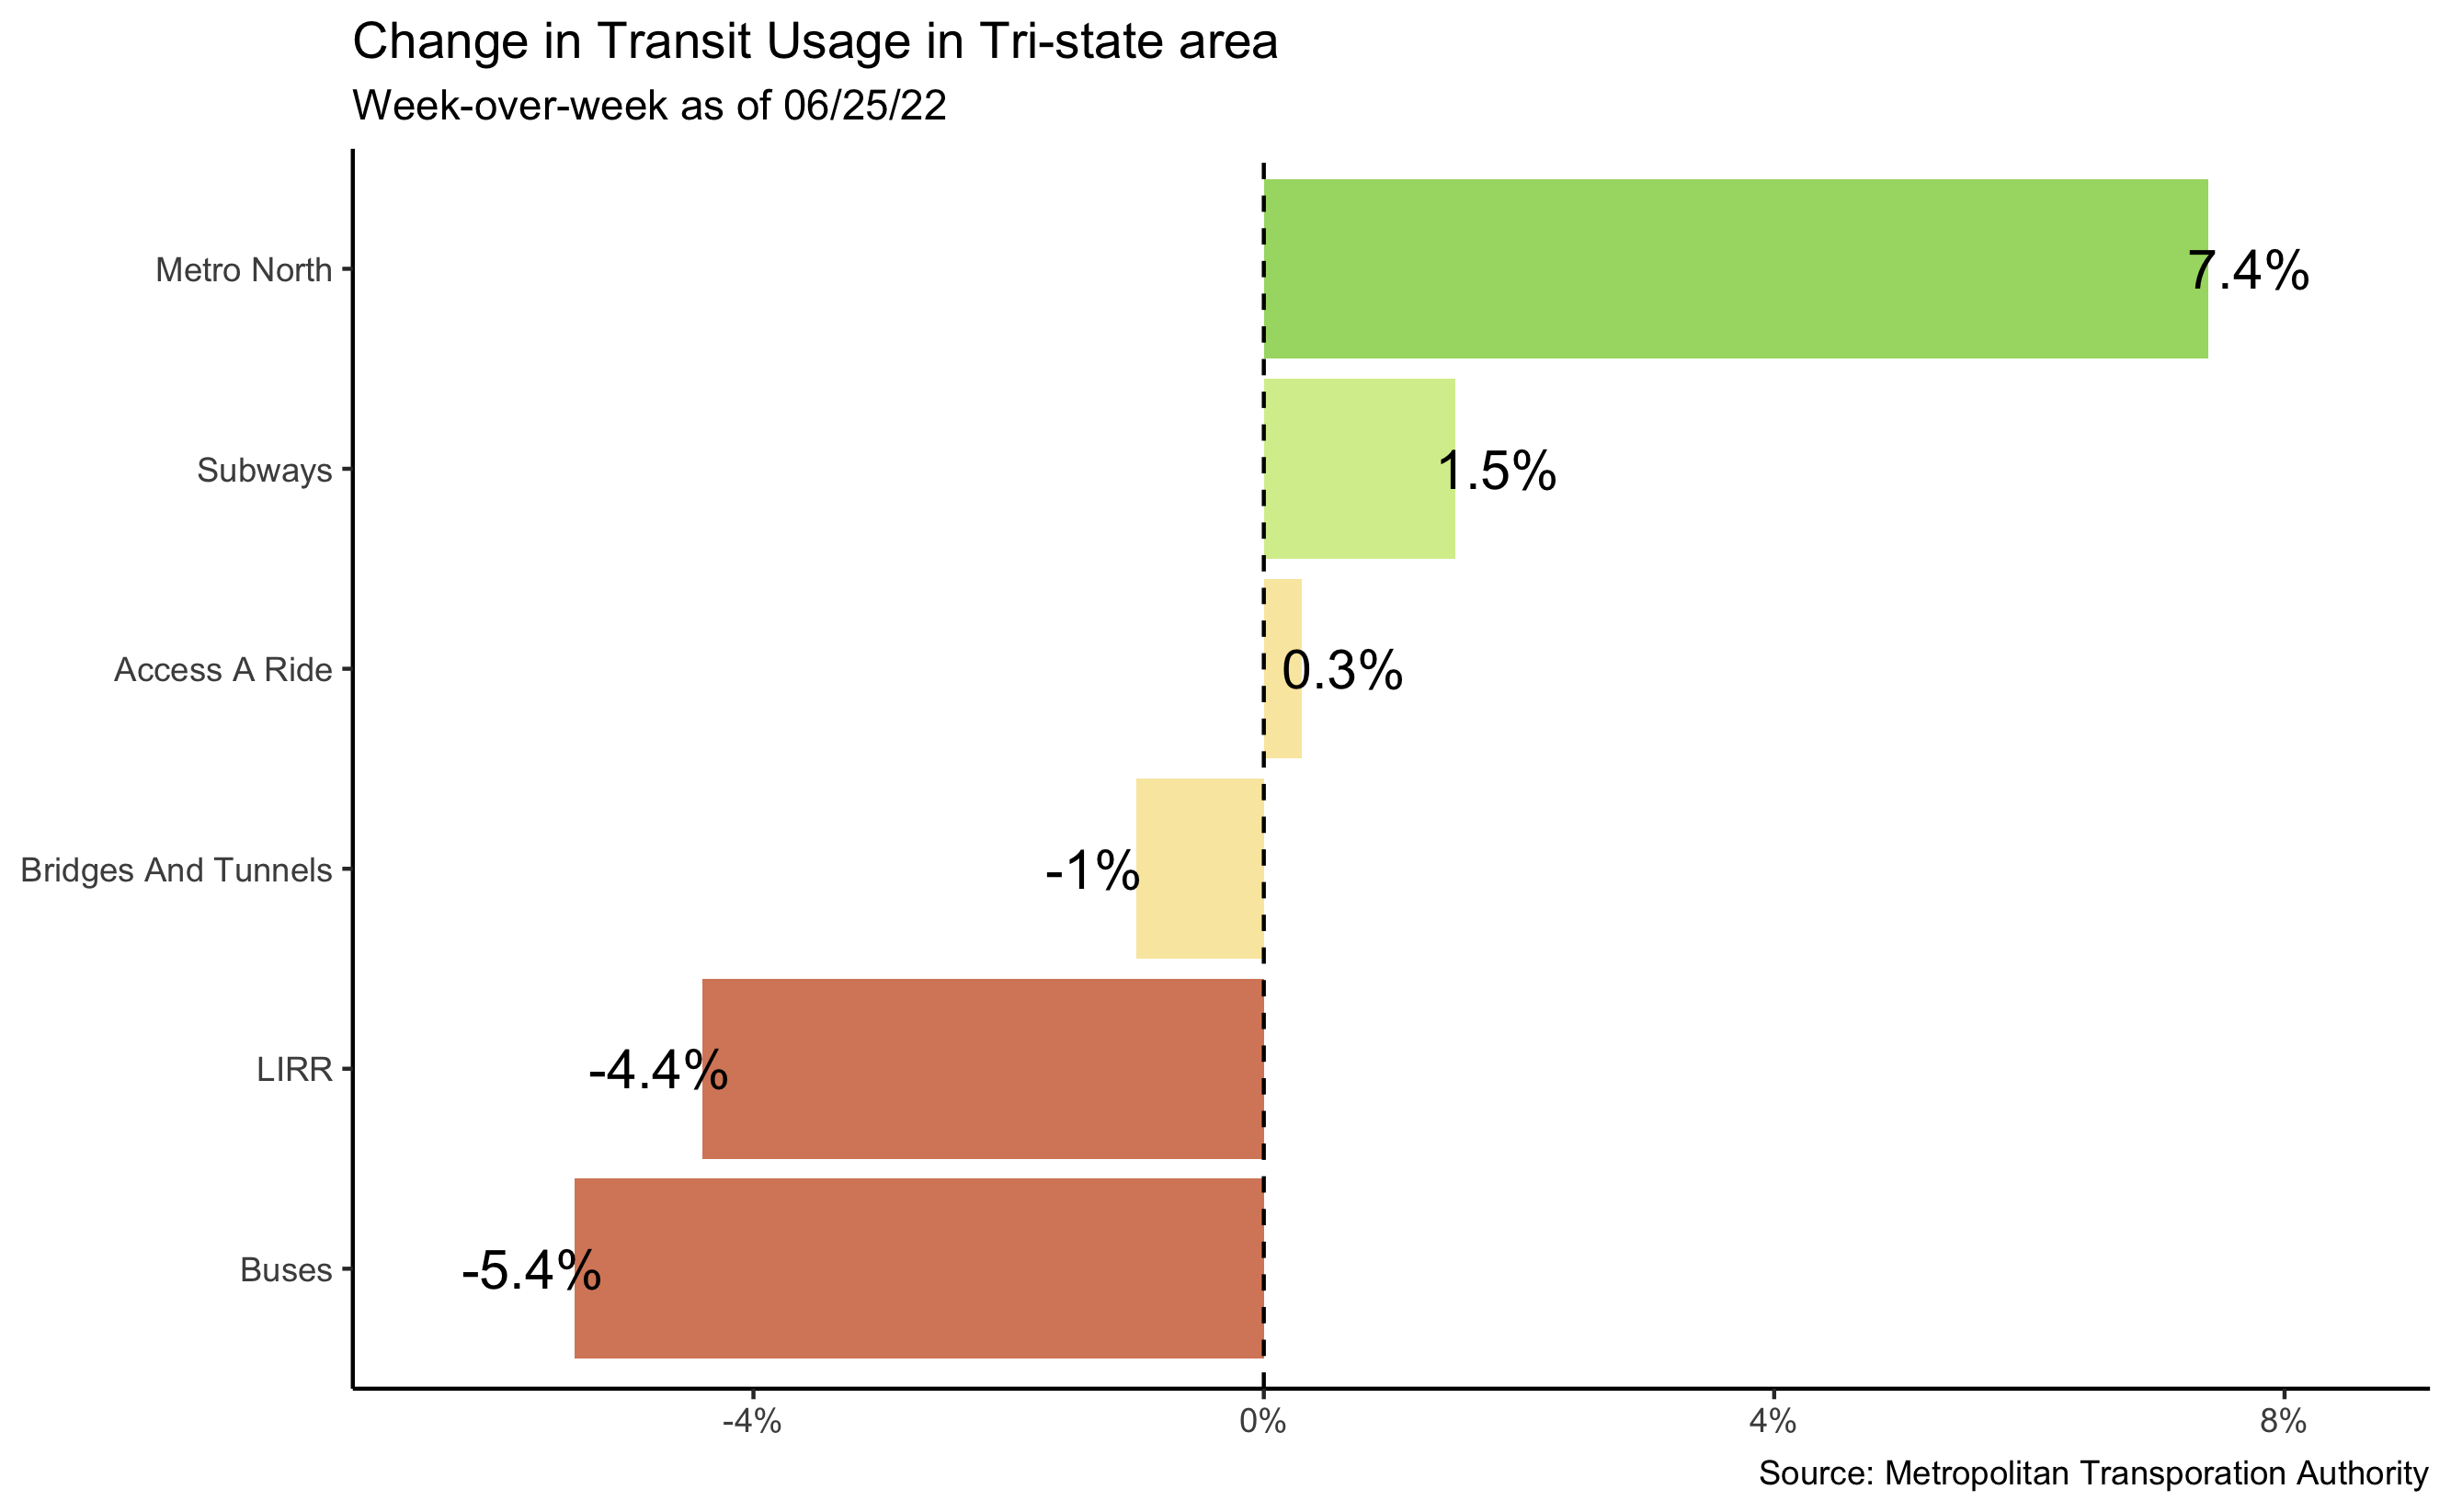 Change in Transit Usage in Tri-state area
Week-over-week as of 06/25/22
Metro North
7.4%
Subways
1.5%
Access A Ride
0.3%
Bridges And Tunnels
-1%
LIRR
-4.4%
Buses
-5.4%
-4%
0%
4%
8%
Source: Metropolitan Transporation Authority